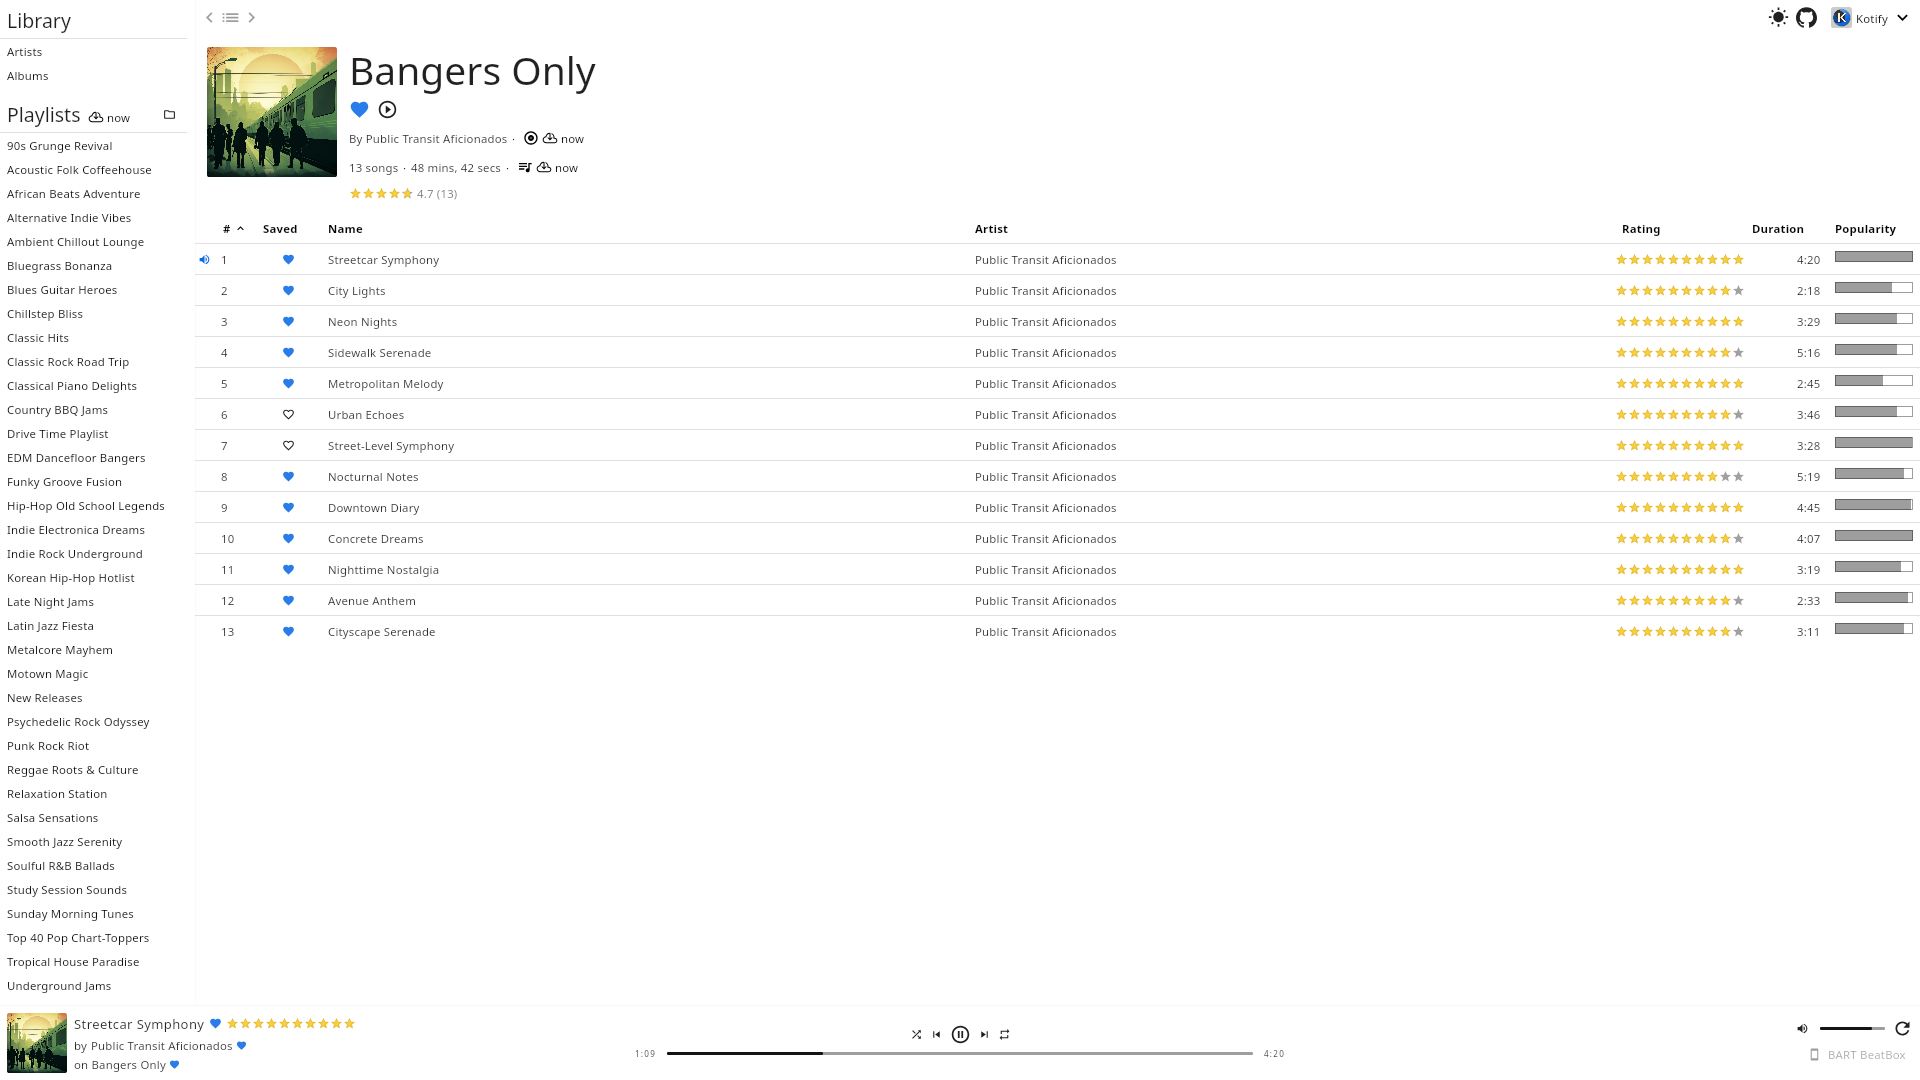 Library
Artists
Albums
Playlists now
90s Grunge Revival
Acoustic Folk Coffeehouse
African Beats Adventure
Alternative Indie Vibes
Ambient Chillout Lounge
Bluegrass Bonanza
Blues Guitar Heroes
Chillstep Bliss
Classic Hits
Classic Rock Road Trip
Classical Piano Delights
Country BBQ Jams
Drive Time Playlist
EDM Dancefloor Bangers
Funky Groove Fusion
Hip-Hop Old School Legends
Indie Electronica Dreams
Indie Rock Underground
Korean Hip-Hop Hotlist
Late Night Jams
Latin Jazz Fiesta
Metalcore Mayhem
Motown Magic
New Releases
Psychedelic Rock Odyssey
Punk Rock Riot
Reggae Roots & Culture
Relaxation Station
Salsa Sensations
Smooth Jazz Serenity
Soulful R&B Ballads
Study Session Sounds
Sunday Morning Tunes
Top 40 Pop Chart-Toppers
Tropical House Paradise
Underground Jams
K Kotify
Bangers Only
By Public Transit Aficionados · now
13 songs · 48 mins, 42 secs · now
4.7 (13)
# Saved Name Artist Rating Duration Popularity
1 Streetcar Symphony Public Transit Aficionados 4:20
2 City Lights Public Transit Aficionados 2:18
3 Neon Nights Public Transit Aficionados 3:29
4 Sidewalk Serenade Public Transit Aficionados 5:16
5 Metropolitan Melody Public Transit Aficionados 2:45
6 Urban Echoes Public Transit Aficionados 3:46
7 Street-Level Symphony Public Transit Aficionados 3:28
8 Nocturnal Notes Public Transit Aficionados 5:19
9 Downtown Diary Public Transit Aficionados 4:45
10 Concrete Dreams Public Transit Aficionados 4:07
11 Nighttime Nostalgia Public Transit Aficionados 3:19
12 Avenue Anthem Public Transit Aficionados 2:33
13 Cityscape Serenade Public Transit Aficionados 3:11
Streetcar Symphony
by Public Transit Aficionados
on Bangers Only
1:09 4:20
BART BeatBox